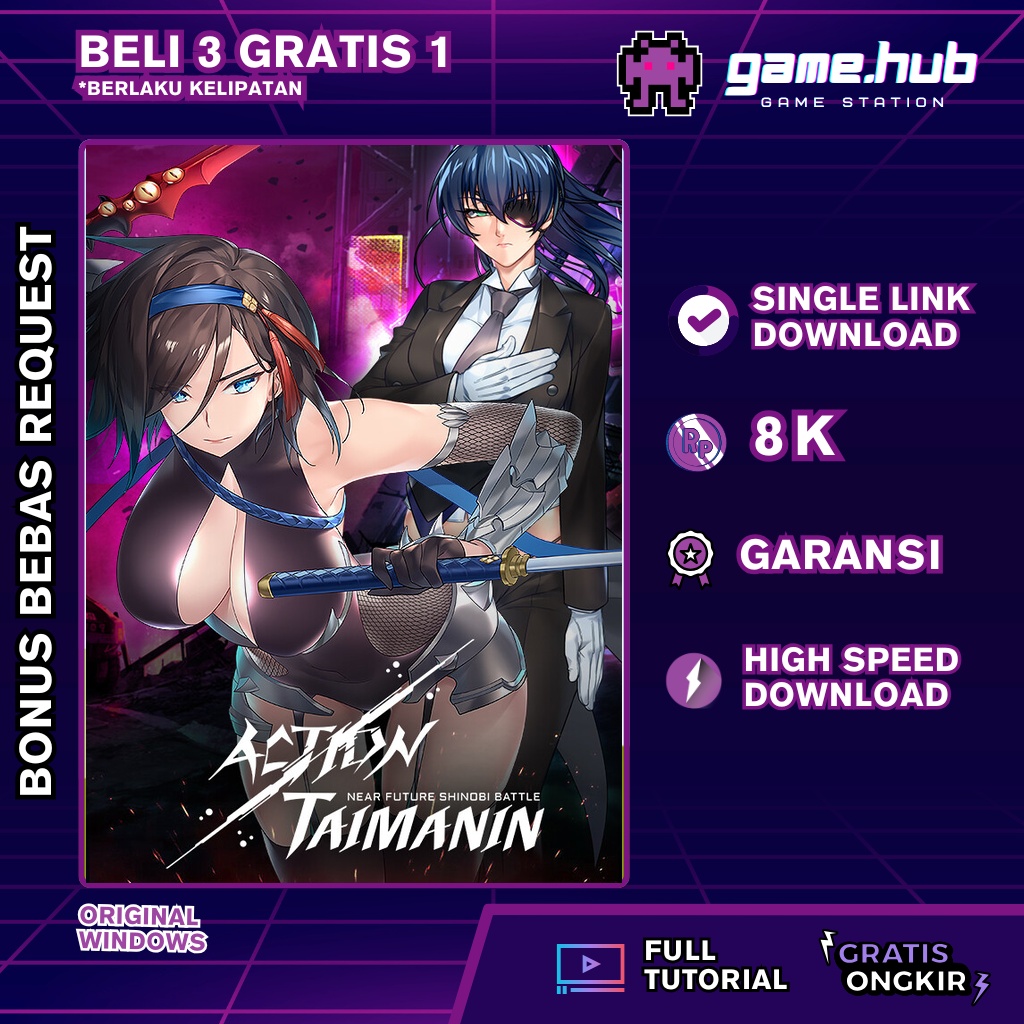 BELI 3 GRATIS 1
*BERLAKU KELIPATAN
game.hub
GAME STATION
BONUS BEBAS REQUEST
SINGLE LINK
DOWNLOAD
Rp
8K
GARANSI
HIGH SPEED
DOWNLOAD
ACTION
NEAR FUTURE SHINOBI BATTLE
TAIMANIN
ORIGINAL
WINDOWS
FULL
TUTORIAL
GRATIS
ONGKIR